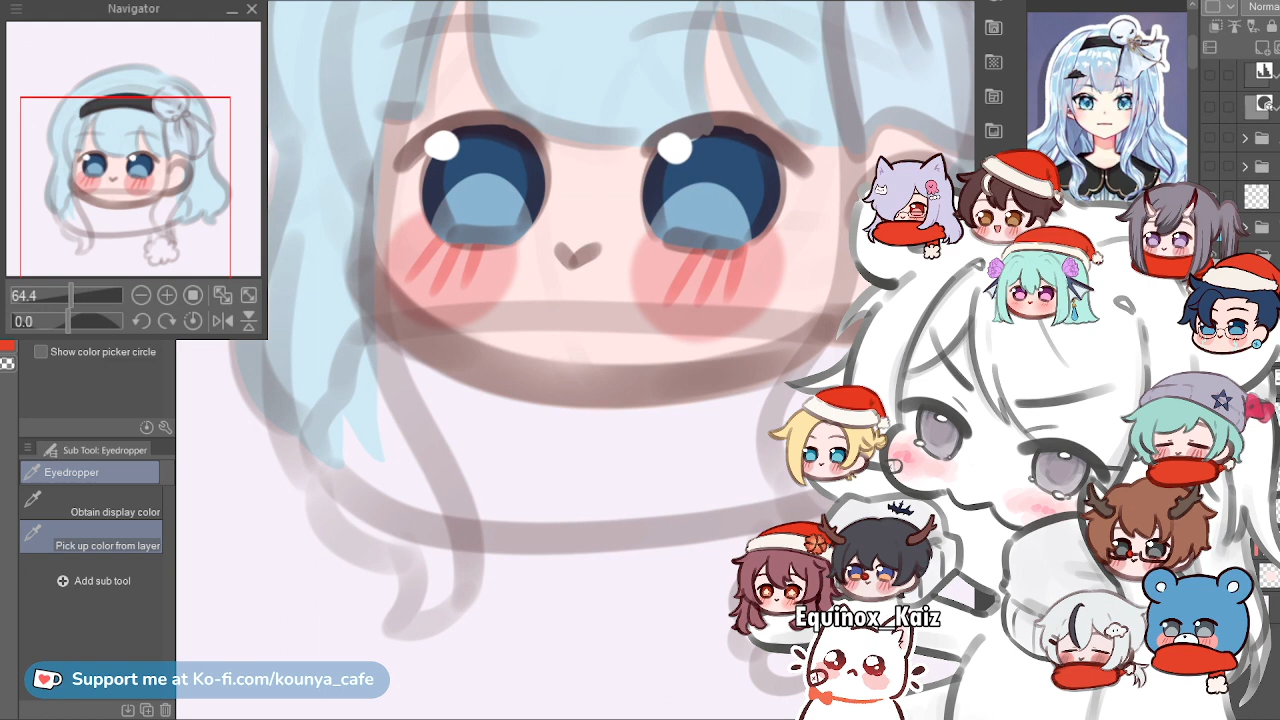 Navigator
Norma
64.4
0.0
Show color picker circle
Sub Tool: Eyedropper
Eyedropper
Obtain display color
Pick up color from layer
Add sub tool
Equinox_Kaiz
Support me at Ko-fi.com/kounya_cafe